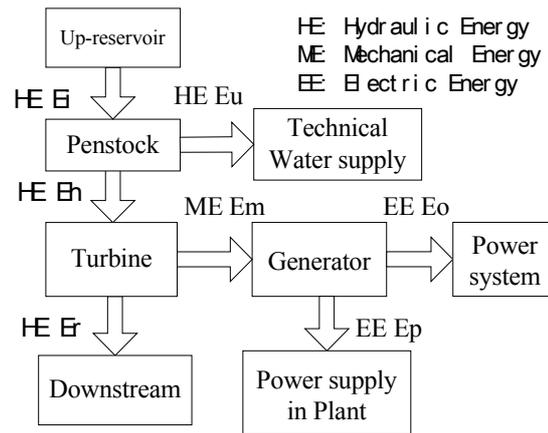 Up-reservoir
HE: Hydraulic Energy
ME: Mechanical Energy
EE: Electric Energy
HE Ei
HE Eu
Penstock
Technical
Water supply
HE Eh
ME Em
EE Eo
Turbine
Generator
Power
system
HE Er
EE Ep
Downstream
Power supply
in Plant